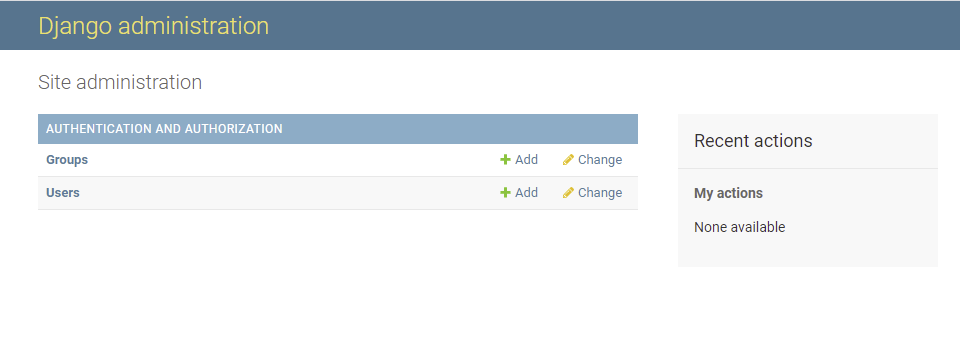 Django administration
Site administration
AUTHENTICATION AND AUTHORIZATION
Groups Add Change
Users Add Change
Recent actions
My actions
None available